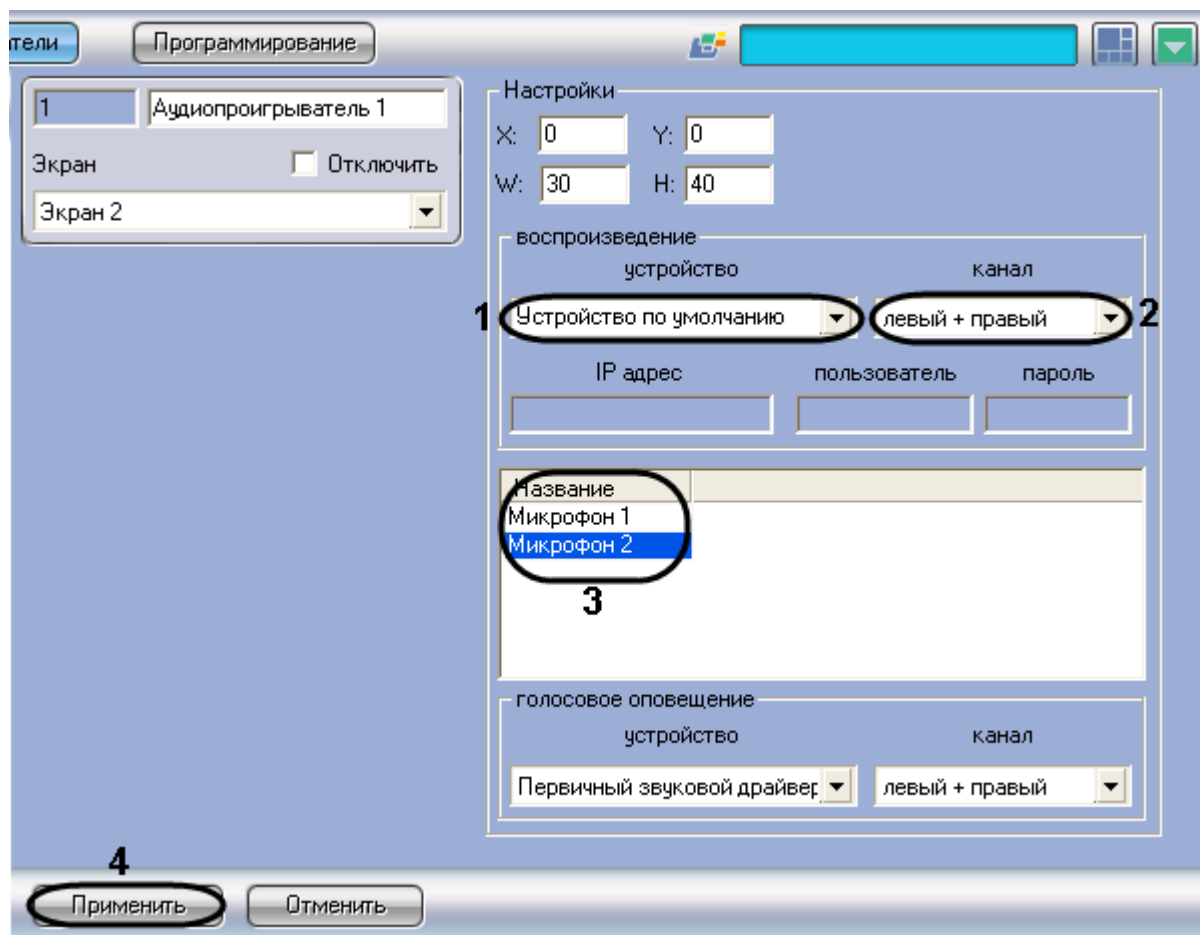 тели
Программирование
1
Аудиопроигрыватель 1
Экран
Отключить
Экран 2
Настройки
X: 0 Y: 0
W: 30 H: 40
воспроизведение
устройство канал
1 Устройство по умолчанию левый + правый 2
IP адрес пользователь пароль
Название
Микрофон 1
Микрофон 2
3
голосовое оповещение
устройство канал
Первичный звуковой драйвер левый + правый
4
Применить Отменить